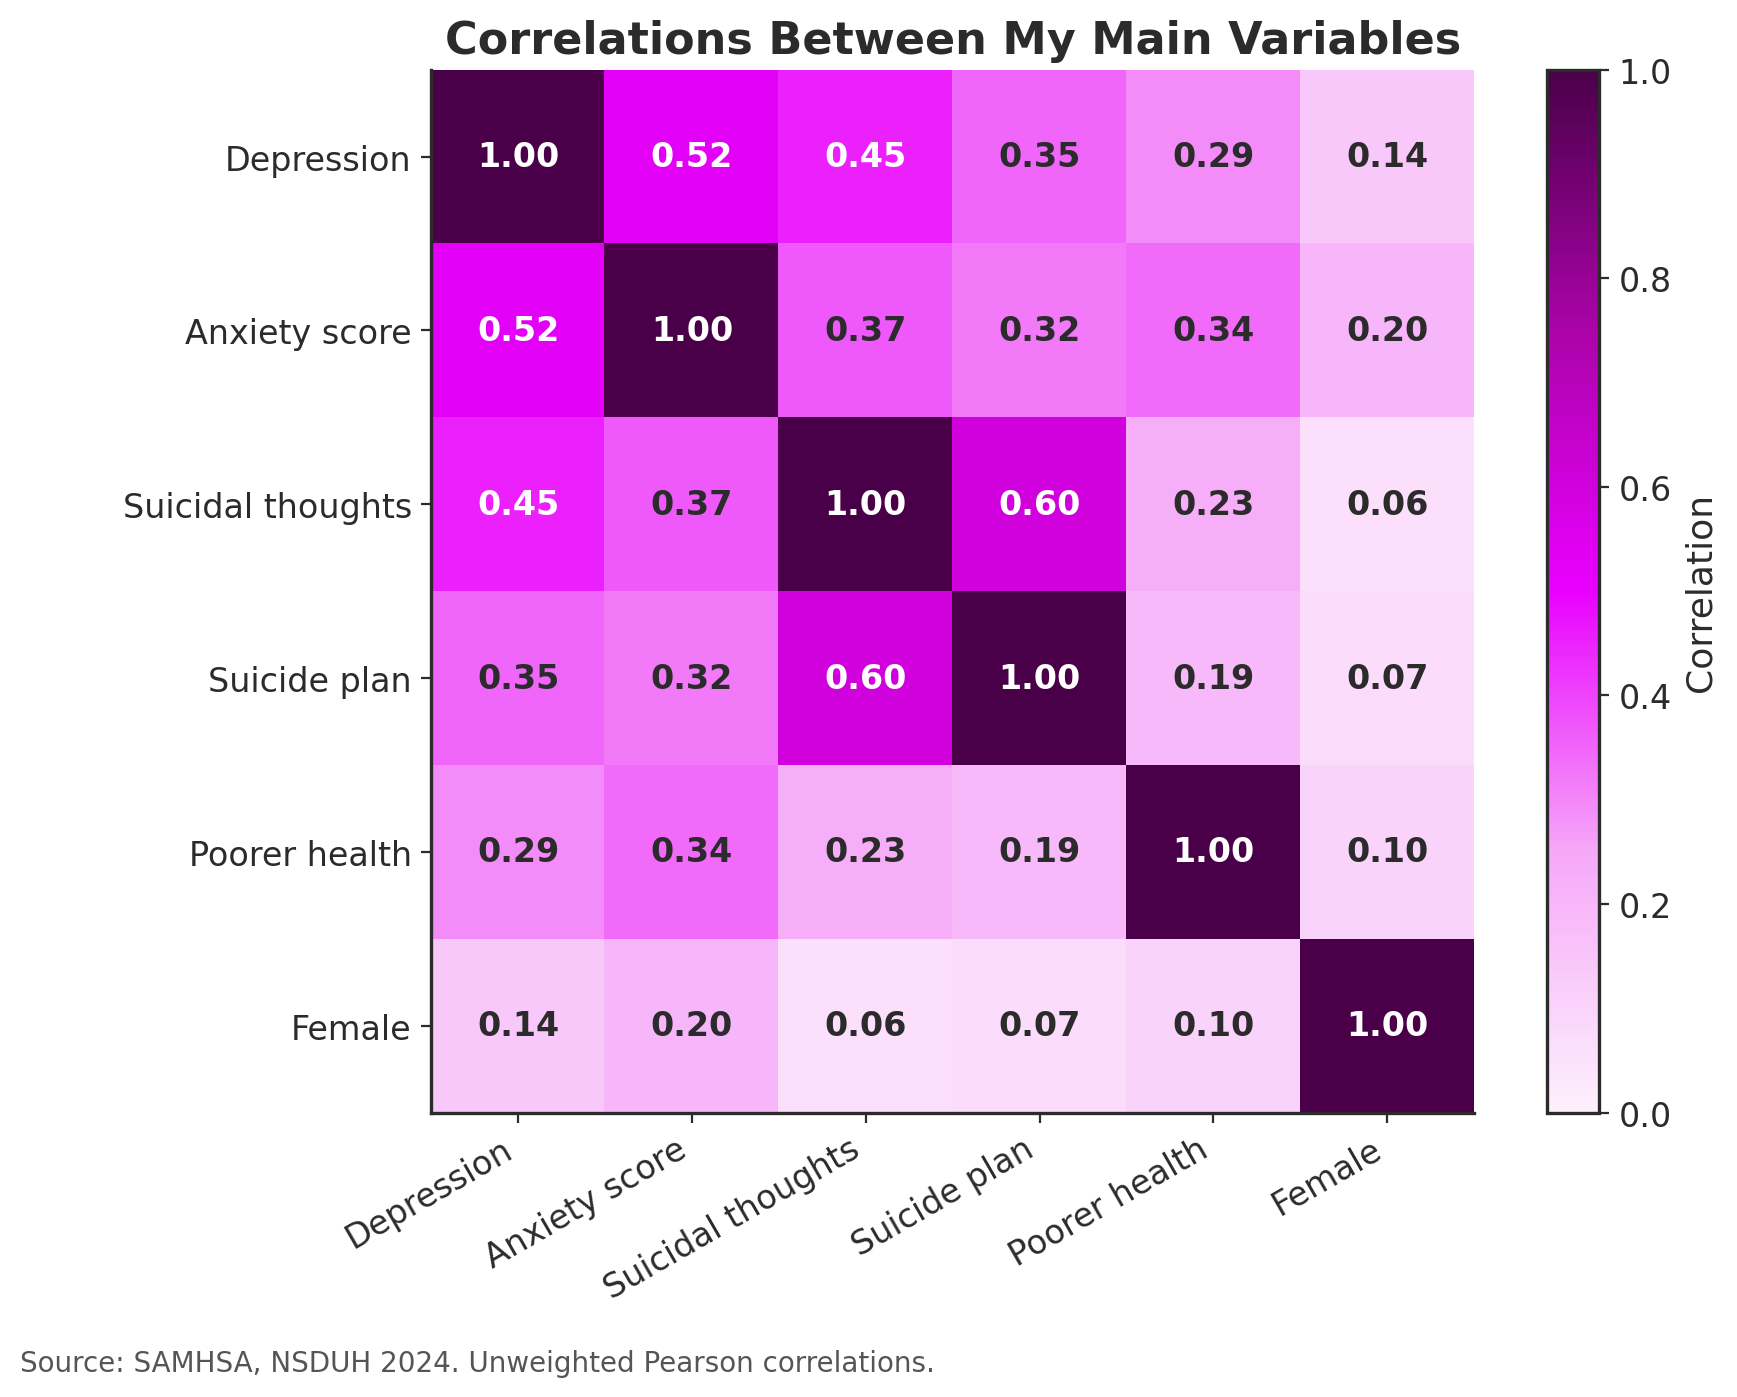 Correlations Between My Main Variables
Depression 1.00 0.52 0.45 0.35 0.29 0.14
Anxiety score 0.52 1.00 0.37 0.32 0.34 0.20
Suicidal thoughts 0.45 0.37 1.00 0.60 0.23 0.06
Suicide plan 0.35 0.32 0.60 1.00 0.19 0.07
Poorer health 0.29 0.34 0.23 0.19 1.00 0.10
Female 0.14 0.20 0.06 0.07 0.10 1.00
Depression
Anxiety score
Suicidal thoughts
Suicide plan
Poorer health
Female
1.0
0.8
0.6
0.4
0.2
0.0
Correlation
Source: SAMHSA, NSDUH 2024. Unweighted Pearson correlations.